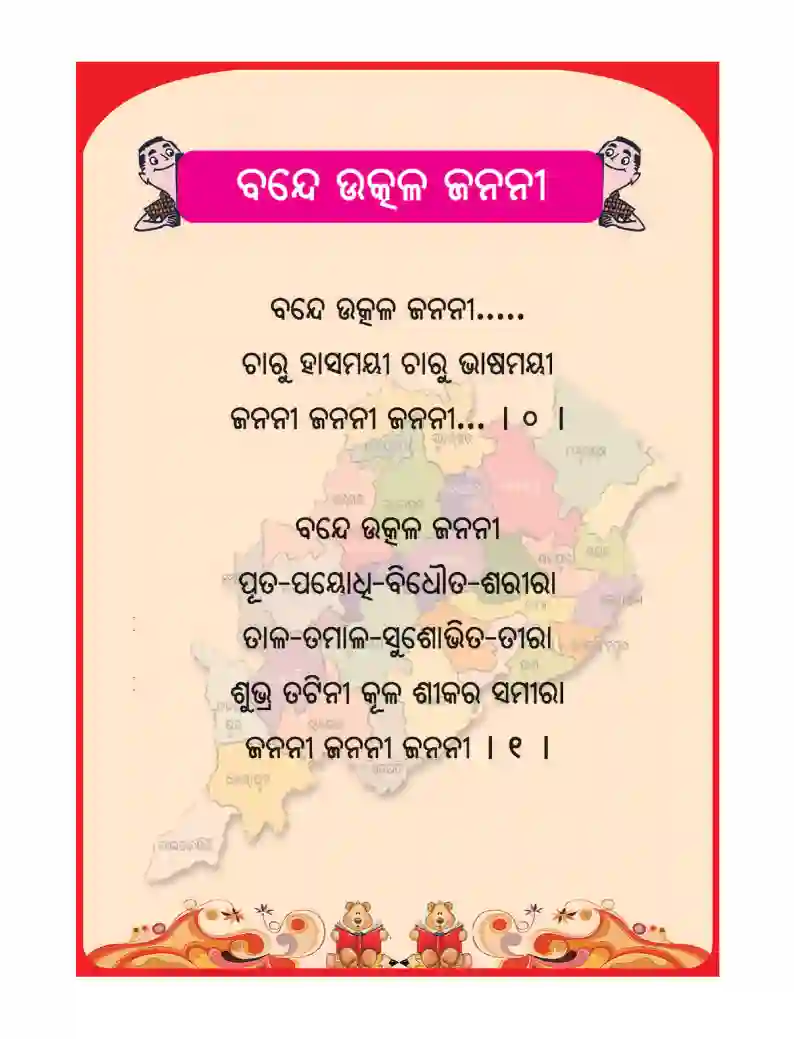 ବନ୍ଦେ ଉତ୍କଳ ଜନନୀ
ବନ୍ଦେ ଉତ୍କଳ ଜନନୀ.....
ଚାରୁ ହାସମୟୀ ଚାରୁ ଭାଷମୟୀ
ଜନନୀ ଜନନୀ ଜନନୀ... । ୦ ।
ବନ୍ଦେ ଉତ୍କଳ ଜନନୀ
ପୂତ-ପୟୋଧି-ବିଧୌତ-ଶରୀରା
ତାଳ-ତମାଳ-ସୁଶୋଭିତ-ତୀରା
ଶୁଭ୍ର ତଟିନୀ କୂଳ ଶୀକର ସମୀରା
ଜନନୀ ଜନନୀ ଜନନୀ । ୧ ।